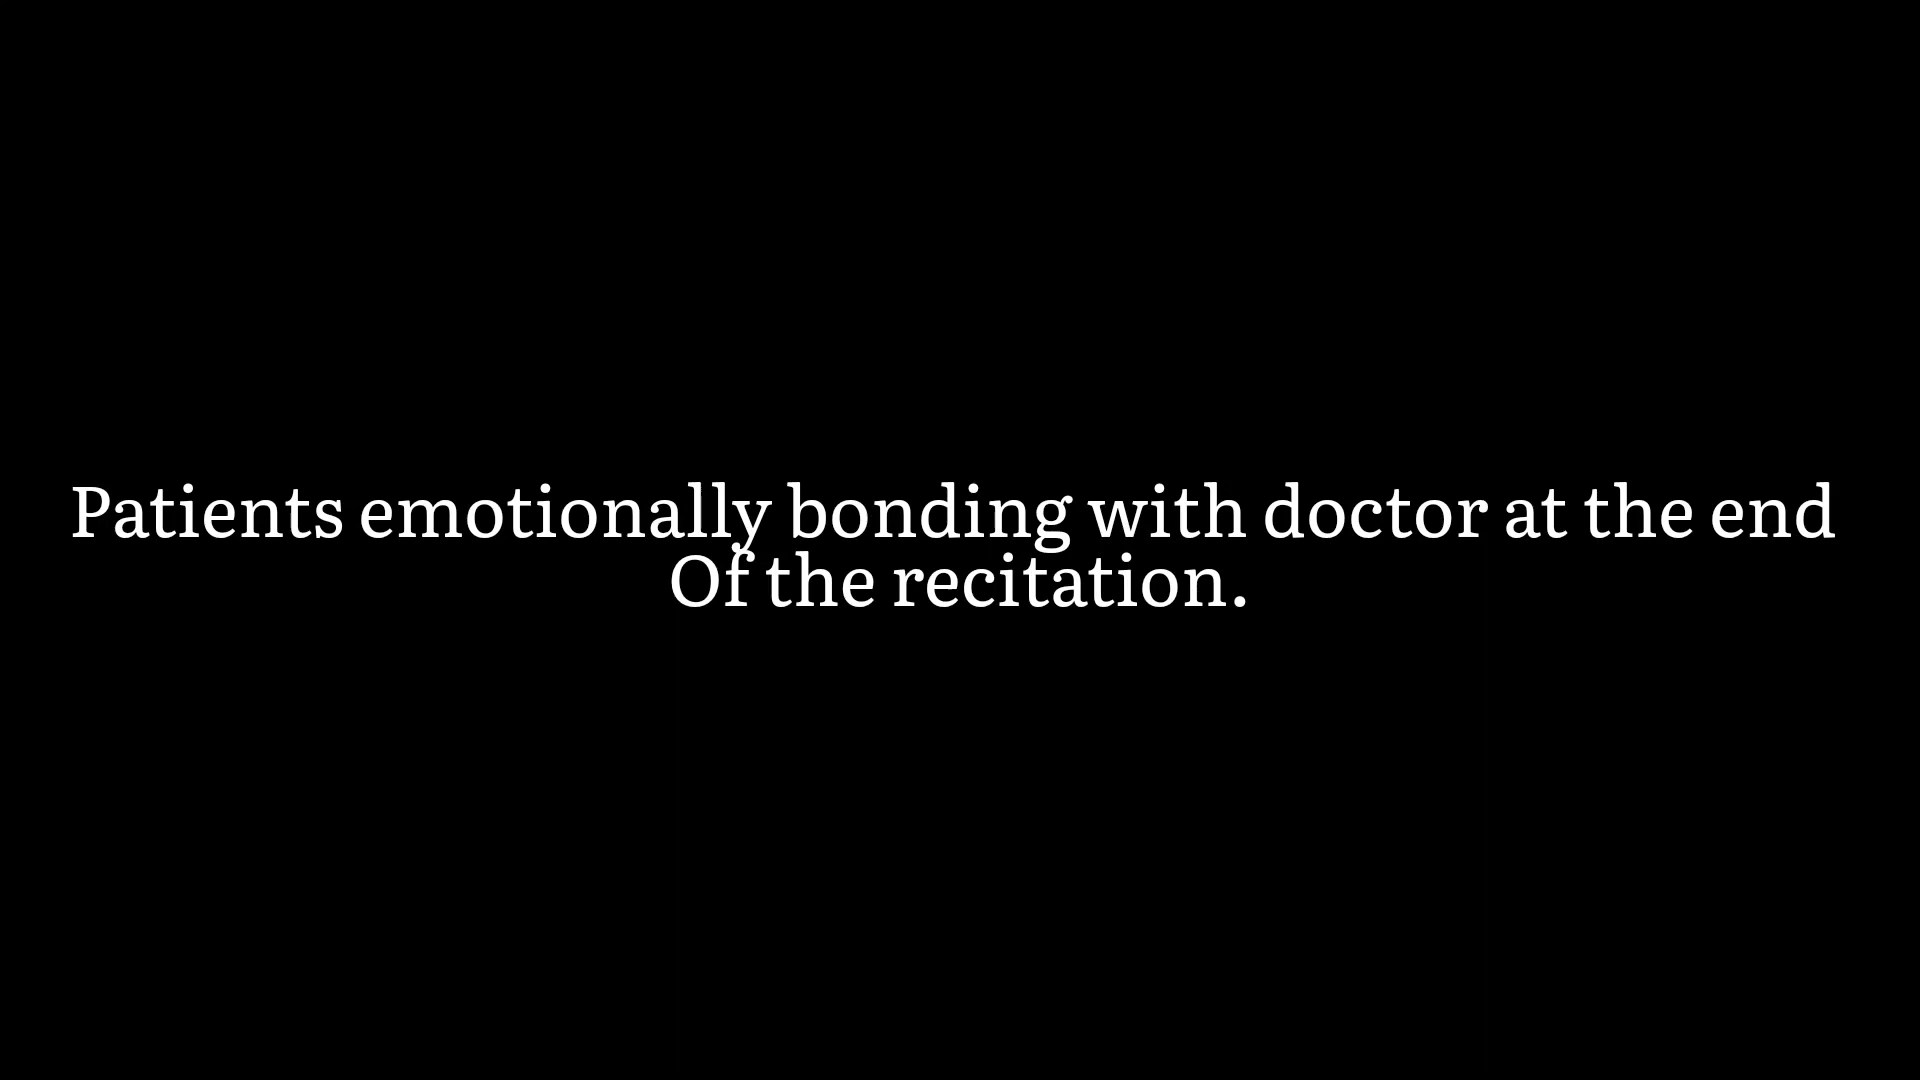 Patients emotionally bonding with doctor at the end
Of the recitation.